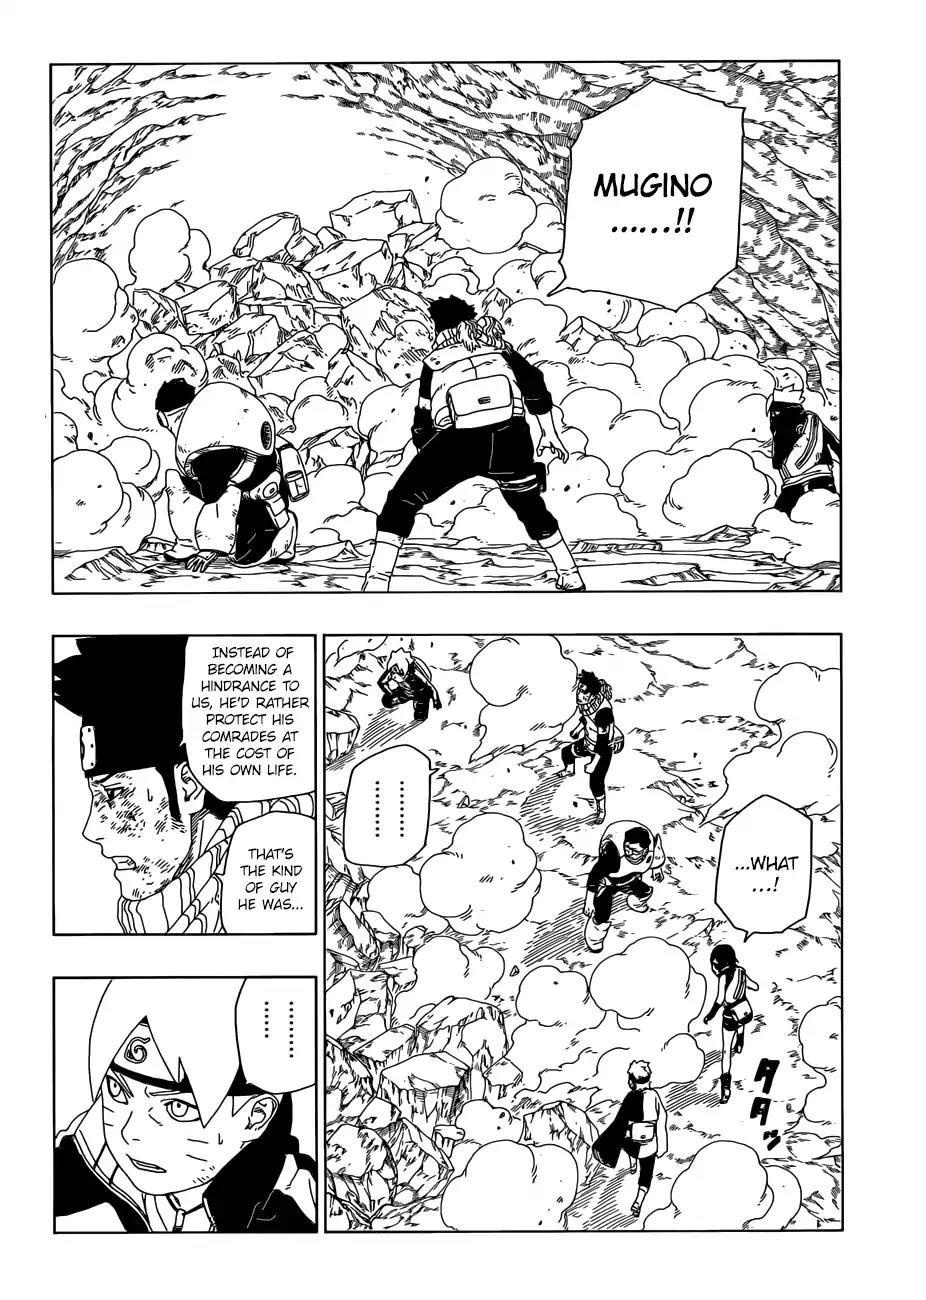 MUGINO
......!!
...WHAT
...!
.......
.......
タタッ
INSTEAD OF
BECOMING A
HINDRANCE TO
US, HE'D RATHER
PROTECT HIS
COMRADES AT
THE COST OF
HIS OWN LIFE.
THAT'S
THE KIND
OF GUY
HE WAS...
.......
.......